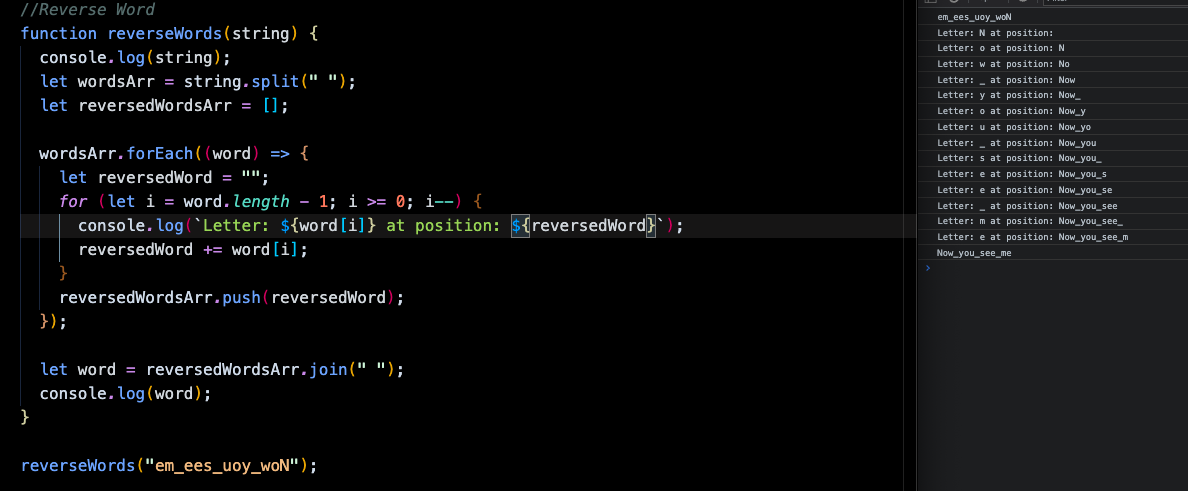 //Reverse Word
function reverseWords(string) {
console.log(string);
let wordsArr = string.split(" ");
let reversedWordsArr = [];
wordsArr.forEach((word) => {
let reversedWord = "";
for (let i = word.length - 1; i >= 0; i--) {
console.log(`Letter: ${word[i]} at position: ${reversedWord}`);
reversedWord += word[i];
}
reversedWordsArr.push(reversedWord);
});
let word = reversedWordsArr.join(" ");
console.log(word);
}
reverseWords("em_ees_uoy_woN");
em_ees_uoy_woN
Letter: N at position:
Letter: o at position: N
Letter: w at position: No
Letter: _ at position: Now
Letter: y at position: Now_
Letter: o at position: Now_y
Letter: u at position: Now_yo
Letter: _ at position: Now_you
Letter: s at position: Now_you_
Letter: e at position: Now_you_s
Letter: e at position: Now_you_se
Letter: _ at position: Now_you_see
Letter: m at position: Now_you_see_
Letter: e at position: Now_you_see_m
Now_you_see_me